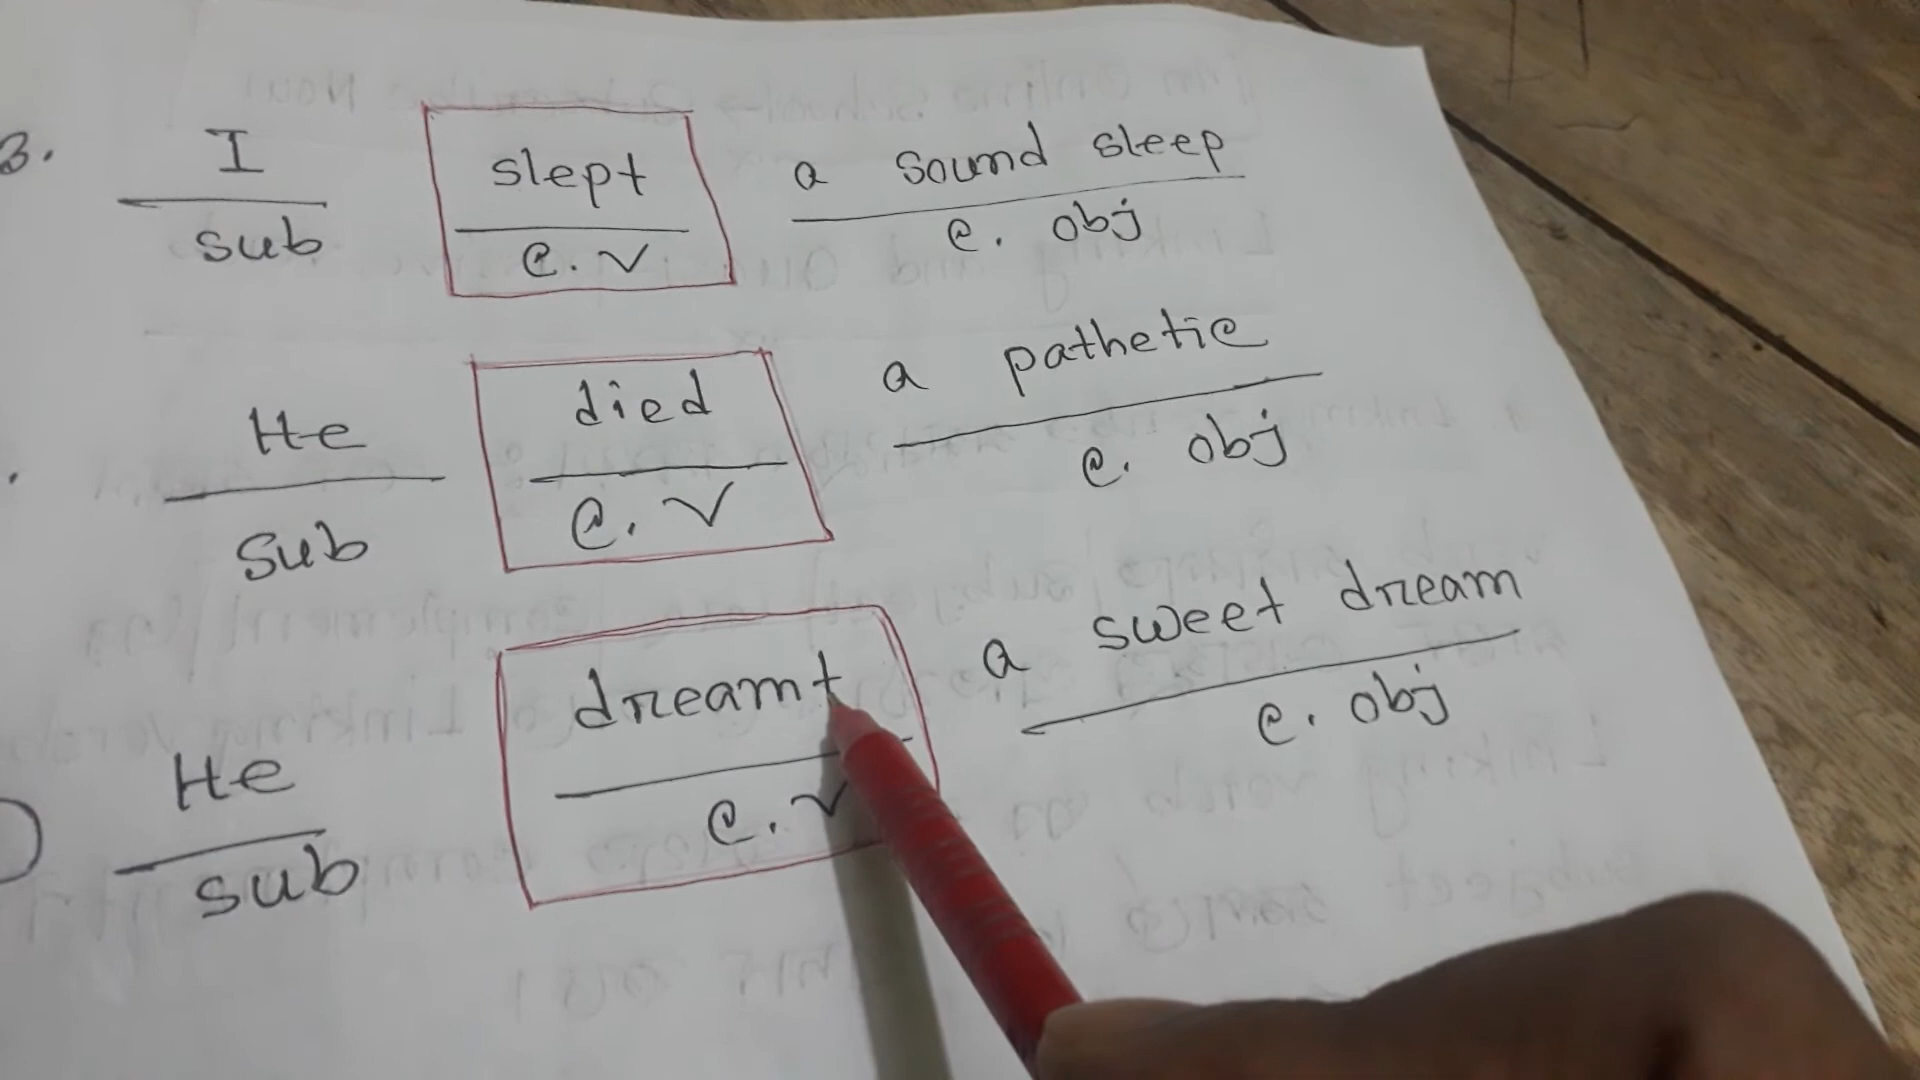 3. I slept a sound sleep
sub c.v c. obj
He died a pathetic
sub c.v c. obj
He dreamt a sweet dream
sub c.v c. obj